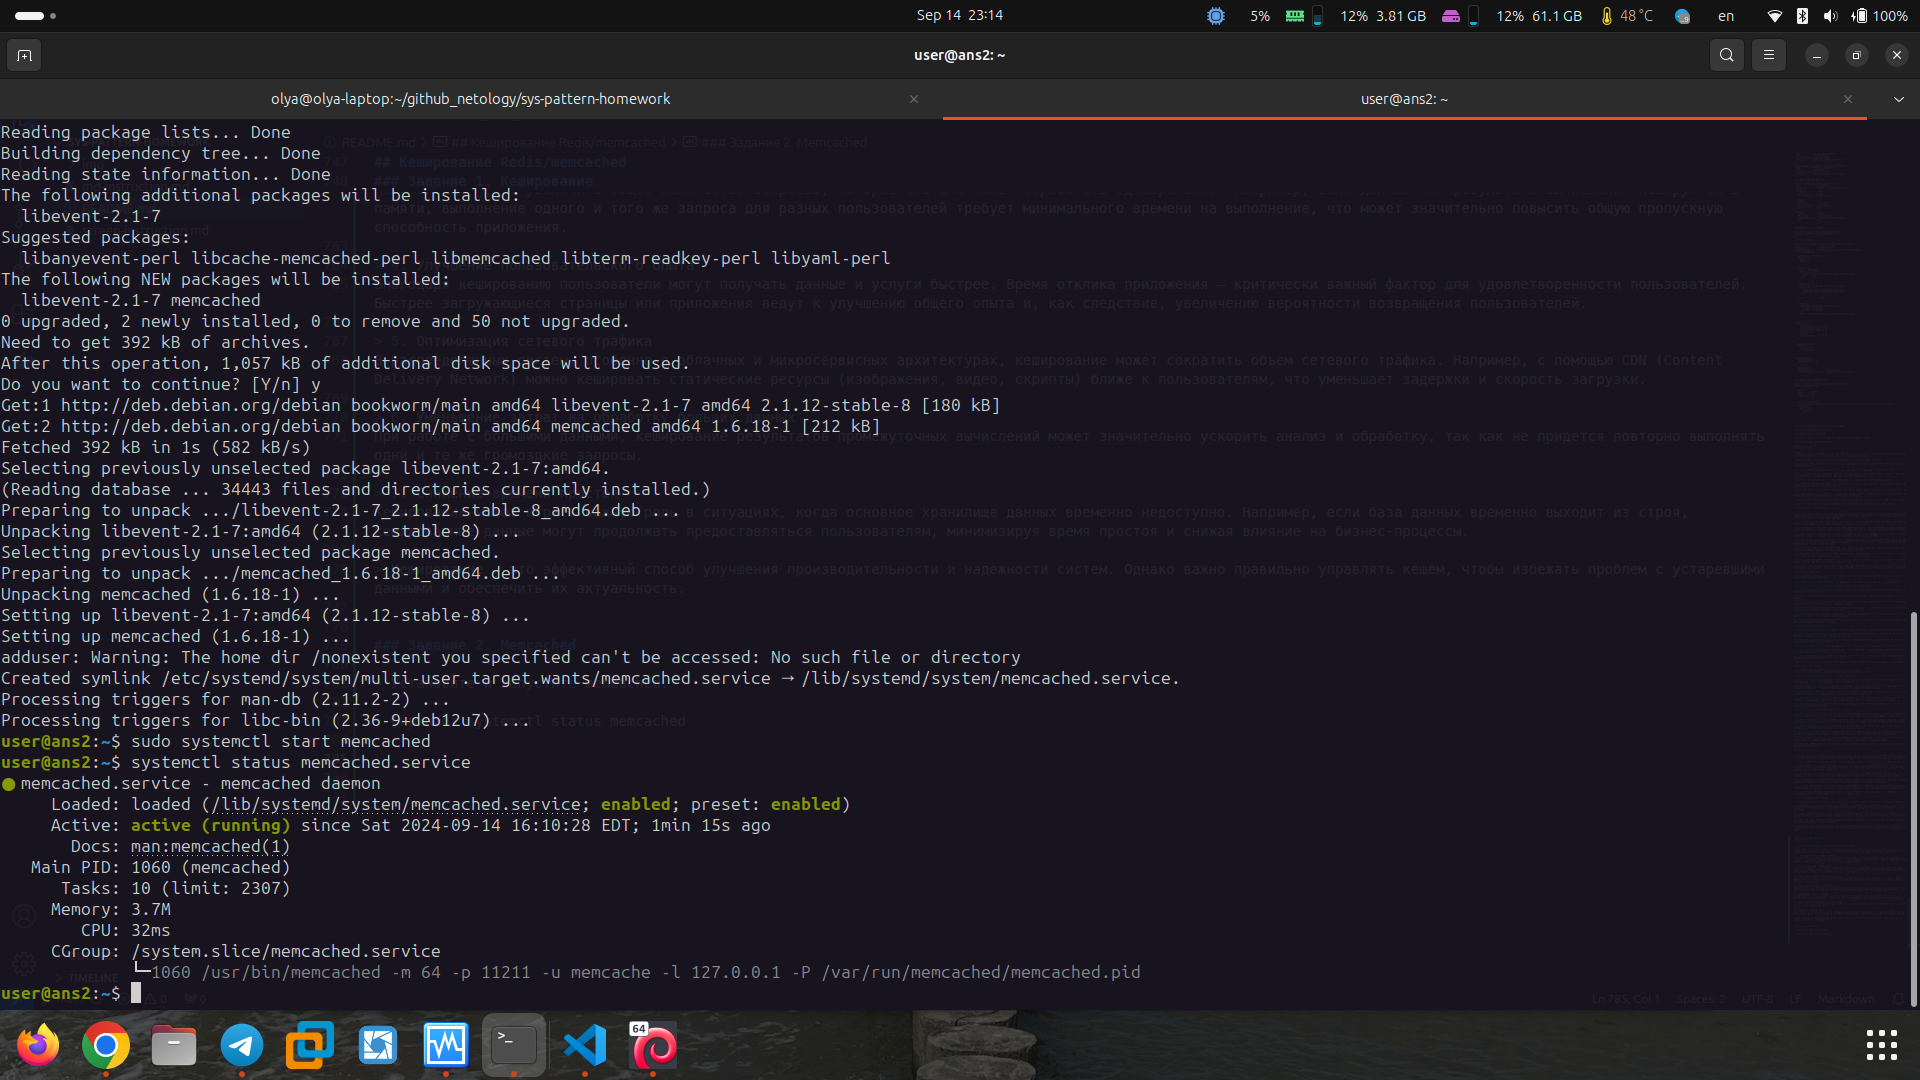 Sep 14 23:14
5%
12% 3.81 GB
12% 61.1 GB
48°C
en
100%
user@ans2: ~
olya@olya-laptop:~/github_netology/sys-pattern-homework
user@ans2: ~
Reading package lists... Done
Building dependency tree... Done
Reading state information... Done
The following additional packages will be installed:
libevent-2.1-7
Suggested packages:
libanyevent-perl libcache-memcached-perl libmemcached libterm-readkey-perl libyaml-perl
The following NEW packages will be installed:
libevent-2.1-7 memcached
0 upgraded, 2 newly installed, 0 to remove and 50 not upgraded.
Need to get 392 kB of archives.
After this operation, 1,057 kB of additional disk space will be used.
Do you want to continue? [Y/n] y
Get:1 http://deb.debian.org/debian bookworm/main amd64 libevent-2.1-7 amd64 2.1.12-stable-8 [180 kB]
Get:2 http://deb.debian.org/debian bookworm/main amd64 memcached amd64 1.6.18-1 [212 kB]
Fetched 392 kB in 1s (582 kB/s)
Selecting previously unselected package libevent-2.1-7:amd64.
(Reading database ... 34443 files and directories currently installed.)
Preparing to unpack .../libevent-2.1-7_2.1.12-stable-8_amd64.deb ...
Unpacking libevent-2.1-7:amd64 (2.1.12-stable-8) ...
Selecting previously unselected package memcached.
Preparing to unpack .../memcached_1.6.18-1_amd64.deb ...
Unpacking memcached (1.6.18-1) ...
Setting up libevent-2.1-7:amd64 (2.1.12-stable-8) ...
Setting up memcached (1.6.18-1) ...
adduser: Warning: The home dir /nonexistent you specified can't be accessed: No such file or directory
Created symlink /etc/systemd/system/multi-user.target.wants/memcached.service → /lib/systemd/system/memcached.service.
Processing triggers for man-db (2.11.2-2) ...
Processing triggers for libc-bin (2.36-9+deb12u7) ...
user@ans2:~$ sudo systemctl start memcached
user@ans2:~$ systemctl status memcached.service
● memcached.service - memcached daemon
Loaded: loaded (/lib/systemd/system/memcached.service; enabled; preset: enabled)
Active: active (running) since Sat 2024-09-14 16:10:28 EDT; 1min 15s ago
Docs: man:memcached(1)
Main PID: 1060 (memcached)
Tasks: 10 (limit: 2307)
Memory: 3.7M
CPU: 32ms
CGroup: /system.slice/memcached.service
└─1060 /usr/bin/memcached -m 64 -p 11211 -u memcache -l 127.0.0.1 -P /var/run/memcached/memcached.pid
user@ans2:~$
64